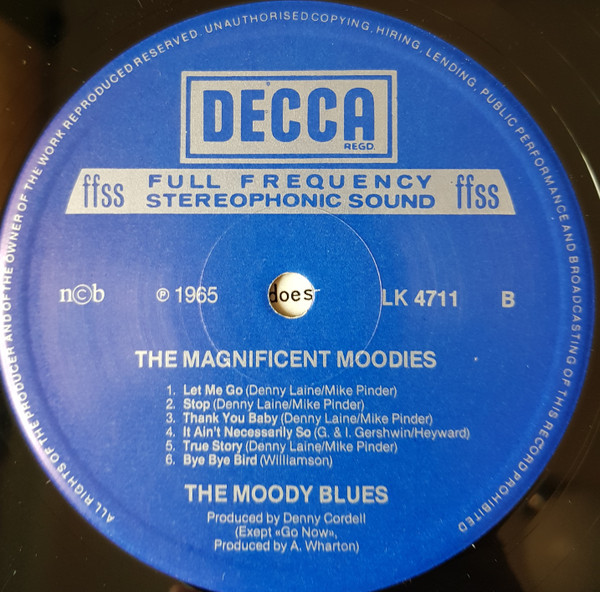 ALL RIGHTS OF THE PRODUCER AND OF THE OWNER OF THE WORK REPRODUCED RESERVED. UNAUTHORISED COPYING, HIRING, LENDING, PUBLIC PERFORMANCE AND BROADCASTING OF THIS RECORD PROHIBITED
DECCA
REGD.
ffss FULL FREQUENCY STEREOPHONIC SOUND ffss
n©b ℗ 1965 does LK 4711 B
THE MAGNIFICENT MOODIES
1. Let Me Go (Denny Laine/Mike Pinder)
2. Stop (Denny Laine/Mike Pinder)
3. Thank You Baby (Denny Laine/Mike Pinder)
4. It Ain't Necessarily So (G. & I. Gershwin/Heyward)
5. True Story (Denny Laine/Mike Pinder)
6. Bye Bye Bird (Williamson)
THE MOODY BLUES
Produced by Denny Cordell
(Exept «Go Now»,
Produced by A. Wharton)